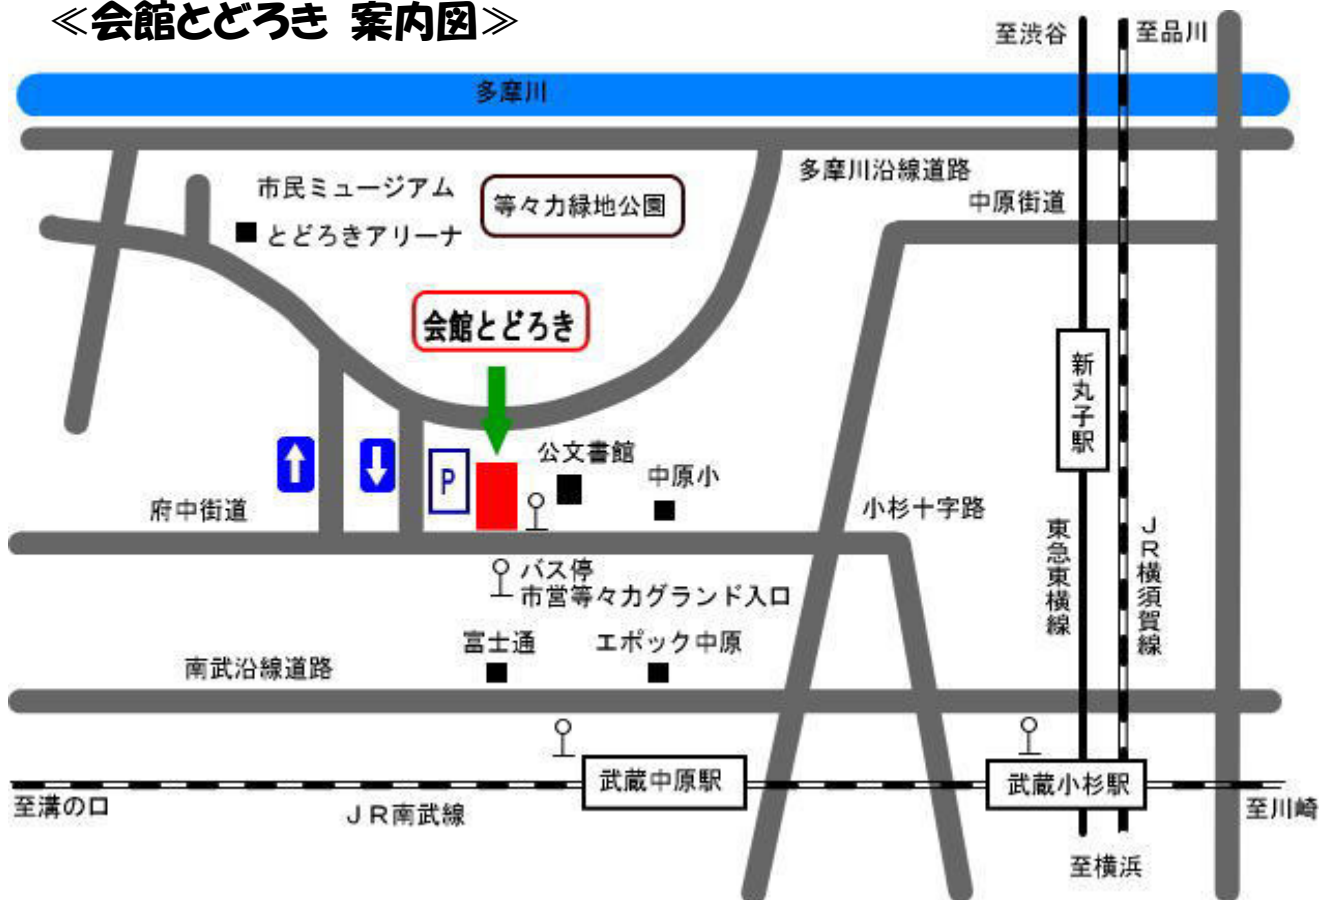 ≪会館とどろき 案内図≫
至渋谷
至品川
多摩川
多摩川沿線道路
市民ミュージアム
等々力緑地公園
中原街道
とどろきアリーナ
会館とどろき
新丸子駅
公文書館
P
中原小
府中街道
小杉十字路
東急東横線
JR横須賀線
バス停
市営等々力グランド入口
富士通
エポック中原
南武沿線道路
武蔵中原駅
武蔵小杉駅
至溝の口
JR南武線
至川崎
至横浜